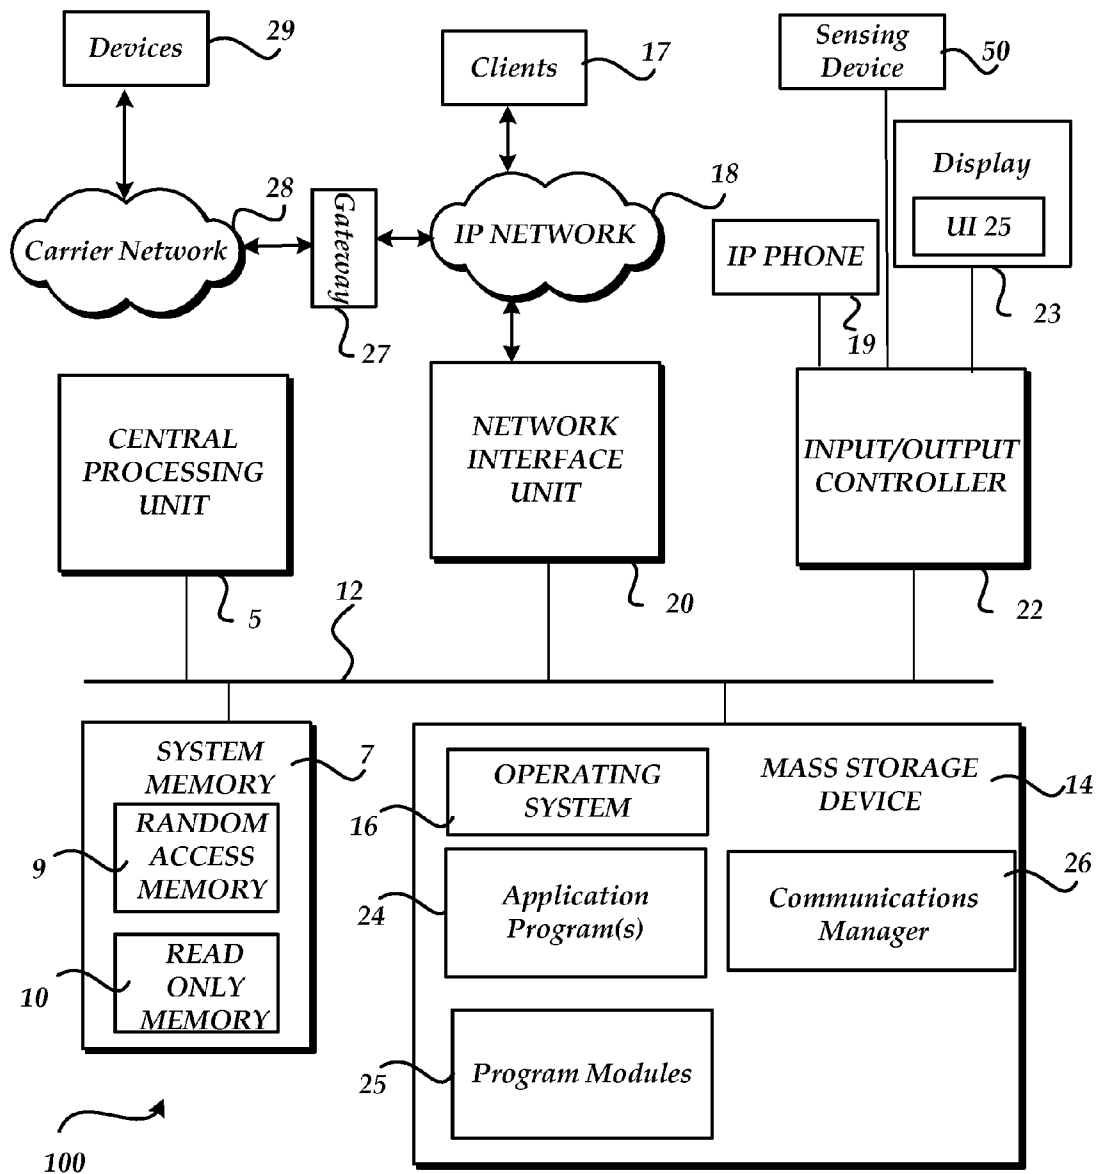 Devices
29
Clients
17
Sensing
Device
50
Display
UI 25
23
Carrier Network
28
Gateway
27
IP NETWORK
18
IP PHONE
19
CENTRAL
PROCESSING
UNIT
5
NETWORK
INTERFACE
UNIT
20
INPUT/OUTPUT
CONTROLLER
22
12
SYSTEM
MEMORY
7
RANDOM
ACCESS
MEMORY
9
READ
ONLY
MEMORY
10
MASS STORAGE
DEVICE
14
OPERATING
SYSTEM
16
Application
Program(s)
24
Communications
Manager
26
Program Modules
25
100